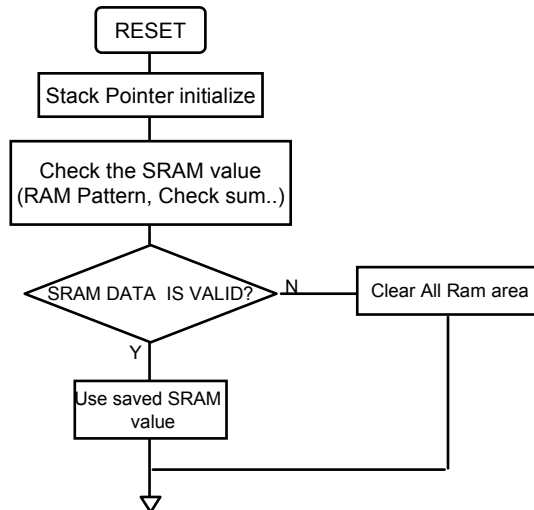 RESET
Stack Pointer initialize
Check the SRAM value
(RAM Pattern, Check sum..)
SRAM DATA IS VALID?
N
Clear All Ram area
Y
Use saved SRAM
value